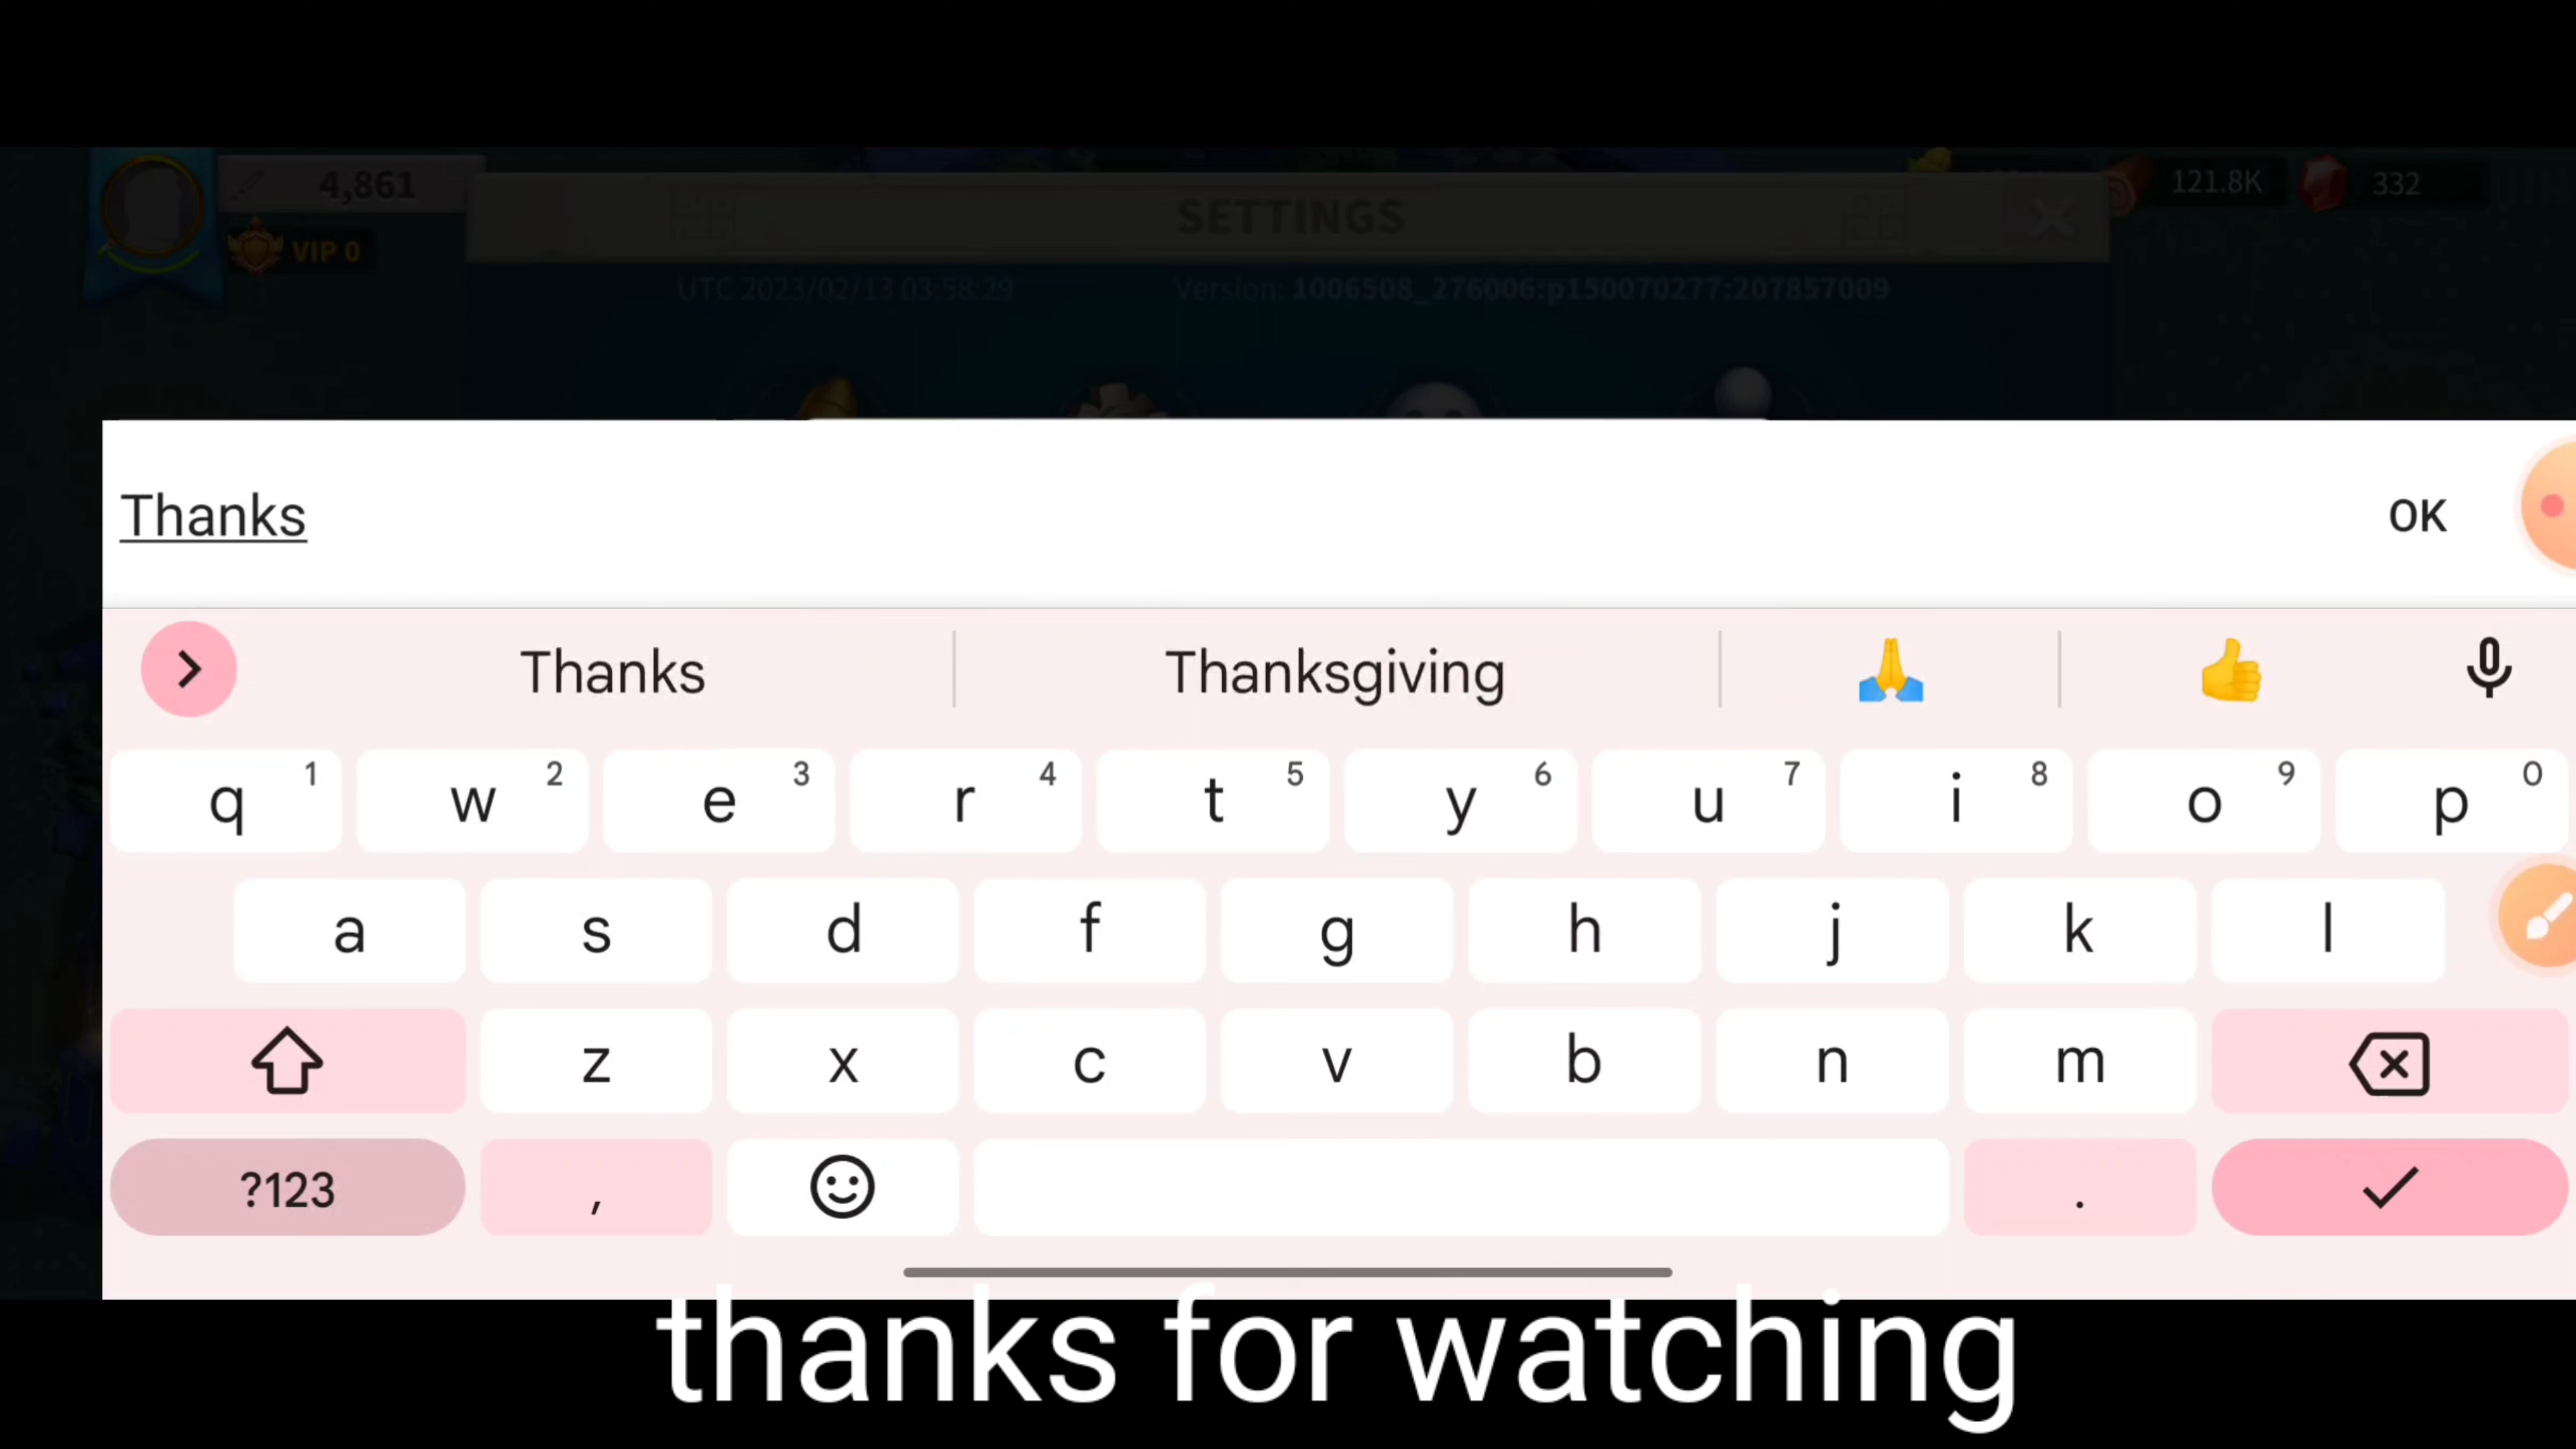 4,861
121.8K
332
VIP 0
SETTINGS
UTC 2023/02/13 03:58:29
Version: 1006508_276006:p150070277:207857009
Thanks
OK
Thanks
Thanksgiving
q 1 w 2 e 3 r 4 t 5 y 6 u 7 i 8 o 9 p 0
a s d f g h j k l
z x c v b n m
?123 , .
thanks for watching